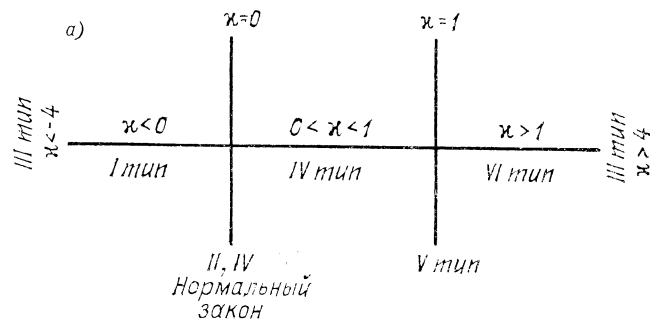 а)
ϰ=0
ϰ=1
III тип
ϰ<-4
ϰ<0
0<ϰ<1
ϰ>1
III тип
ϰ>4
I тип
IV тип
VI тип
II, IV
Нормальный
закон
V тип